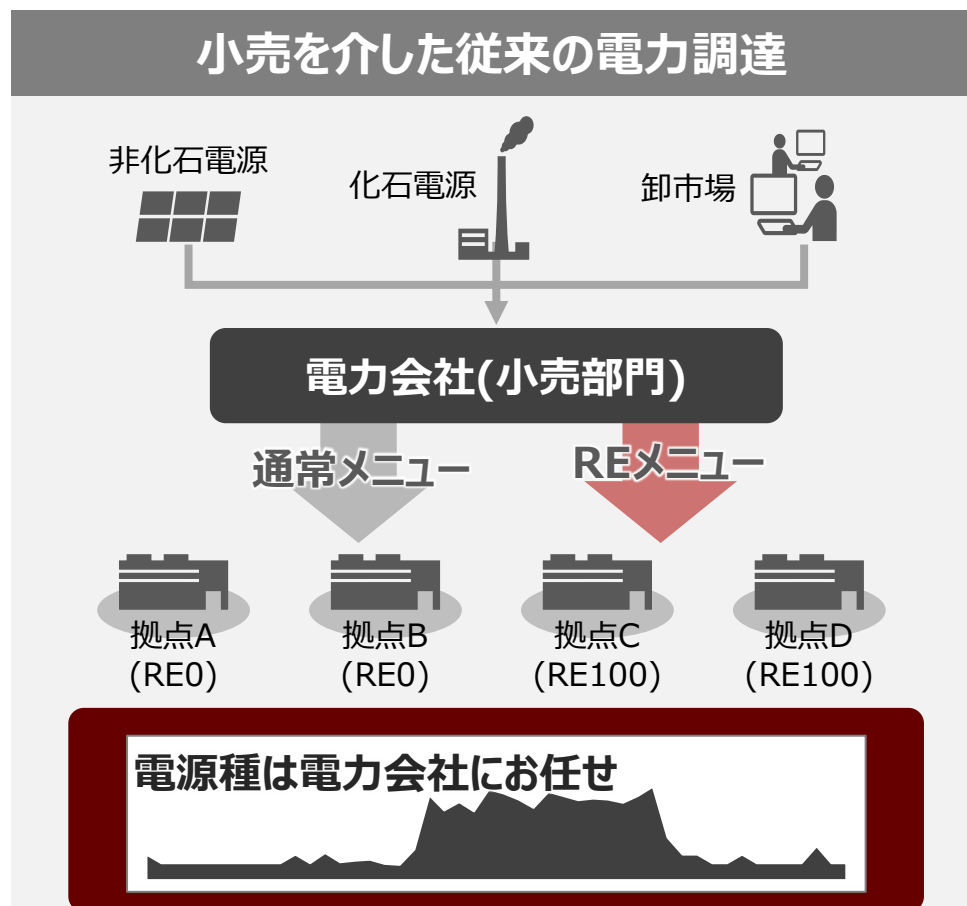 小売を介した従来の電力調達
非化石電源
化石電源
卸市場
電力会社(小売部門)
通常メニュー
REメニュー
拠点A
(RE0)
拠点B
(RE0)
拠点C
(RE100)
拠点D
(RE100)
電源種は電力会社にお任せ